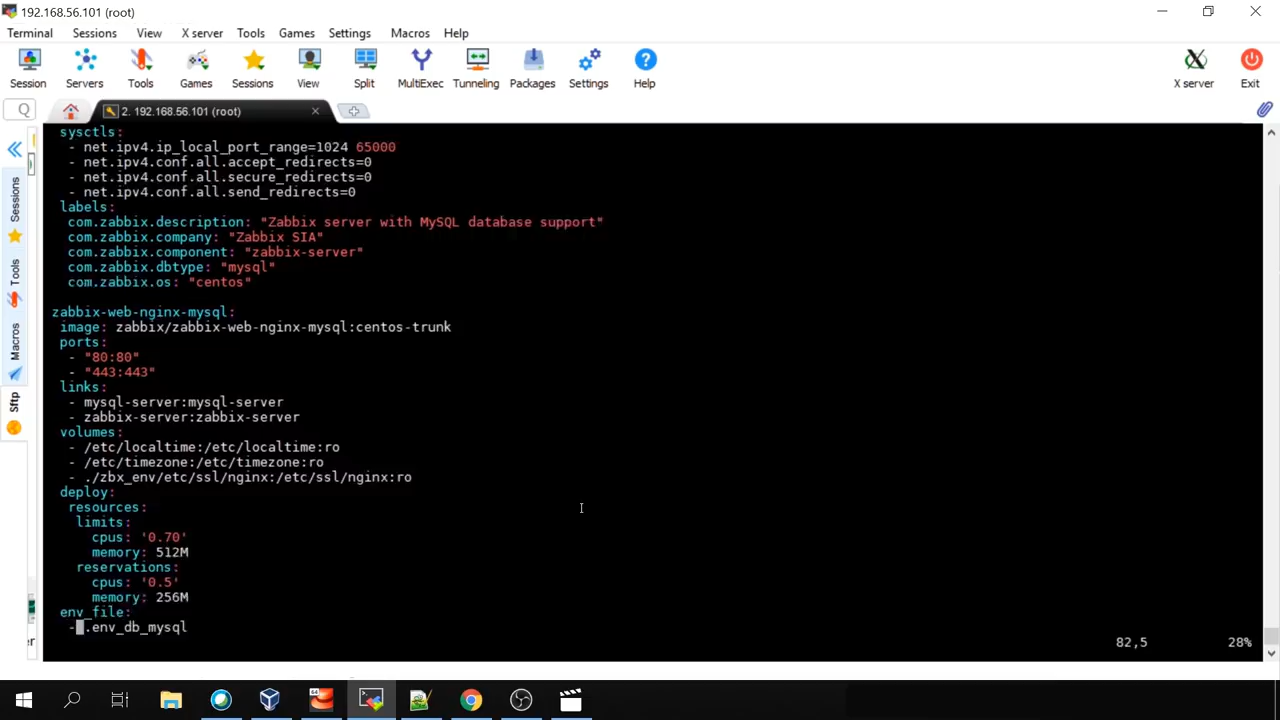 192.168.56.101 (root)
Terminal Sessions View X server Tools Games Settings Macros Help
Session Servers Tools Games Sessions View Split MultiExec Tunneling Packages Settings Help X server Exit
2. 192.168.56.101 (root)
Sessions
Tools
Macros
Sftp
sysctls:
- net.ipv4.ip_local_port_range=1024 65000
- net.ipv4.conf.all.accept_redirects=0
- net.ipv4.conf.all.secure_redirects=0
- net.ipv4.conf.all.send_redirects=0
labels:
com.zabbix.description: "Zabbix server with MySQL database support"
com.zabbix.company: "Zabbix SIA"
com.zabbix.component: "zabbix-server"
com.zabbix.dbtype: "mysql"
com.zabbix.os: "centos"
zabbix-web-nginx-mysql:
image: zabbix/zabbix-web-nginx-mysql:centos-trunk
ports:
- "80:80"
- "443:443"
links:
- mysql-server:mysql-server
- zabbix-server:zabbix-server
volumes:
- /etc/localtime:/etc/localtime:ro
- /etc/timezone:/etc/timezone:ro
- ./zbx_env/etc/ssl/nginx:/etc/ssl/nginx:ro
deploy:
resources:
limits:
cpus: '0.70'
memory: 512M
reservations:
cpus: '0.5'
memory: 256M
env_file:
- .env_db_mysql
82,5 28%